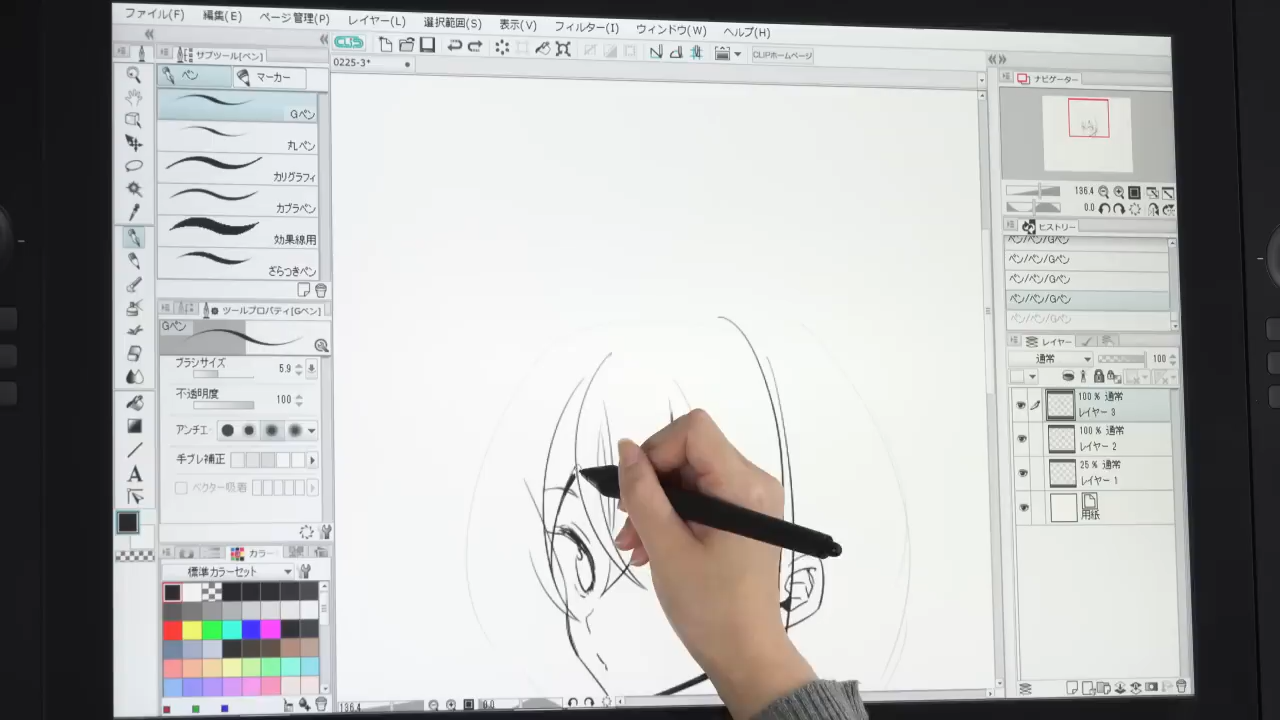 ファイル(F) 編集(E) ページ管理(P) レイヤー(L) 選択範囲(S) 表示(V) フィルター(I) ウィンドウ(W) ヘルプ(H)
サブツール[ペン]
CLIPホームページ
0225-3*
ペン マーカー
Gペン
丸ペン
カリグラフィ
カブラペン
効果線用
ざらつきペン
ツールプロパティ[Gペン]
Gペン
ブラシサイズ 5.9
不透明度 100
アンチエ
手ブレ補正
ベクター吸着
カラー
標準カラーセット
136.4 0.0
ナビゲーター
136.4
0.0
ヒストリー
ペン/ペン/Gペン
ペン/ペン/Gペン
ペン/ペン/Gペン
ペン/ペン/Gペン
ペン/ペン/Gペン
レイヤー
通常 100
100 % 通常
レイヤー 3
100 % 通常
レイヤー 2
25 % 通常
レイヤー 1
用紙